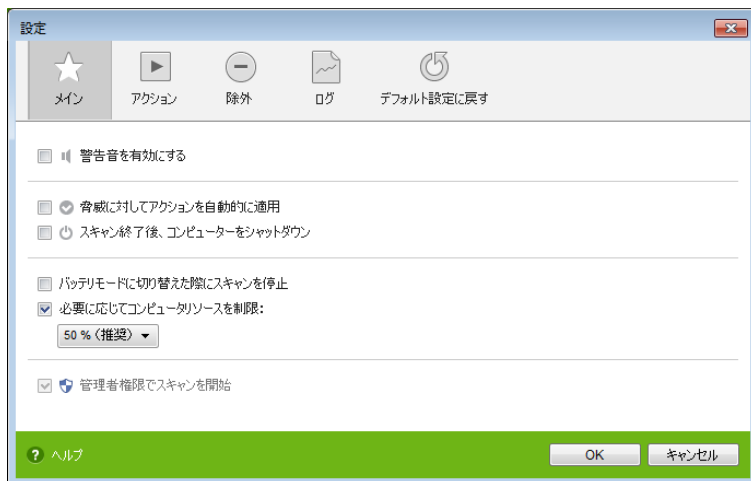 設定
メイン
アクション
除外
ログ
デフォルト設定に戻す
警告音を有効にする
脅威に対してアクションを自動的に適用
スキャン終了後、コンピューターをシャットダウン
バッテリモードに切り替えた際にスキャンを停止
必要に応じてコンピュータリソースを制限:
50 % (推奨)
管理者権限でスキャンを開始
? ヘルプ
OK
キャンセル